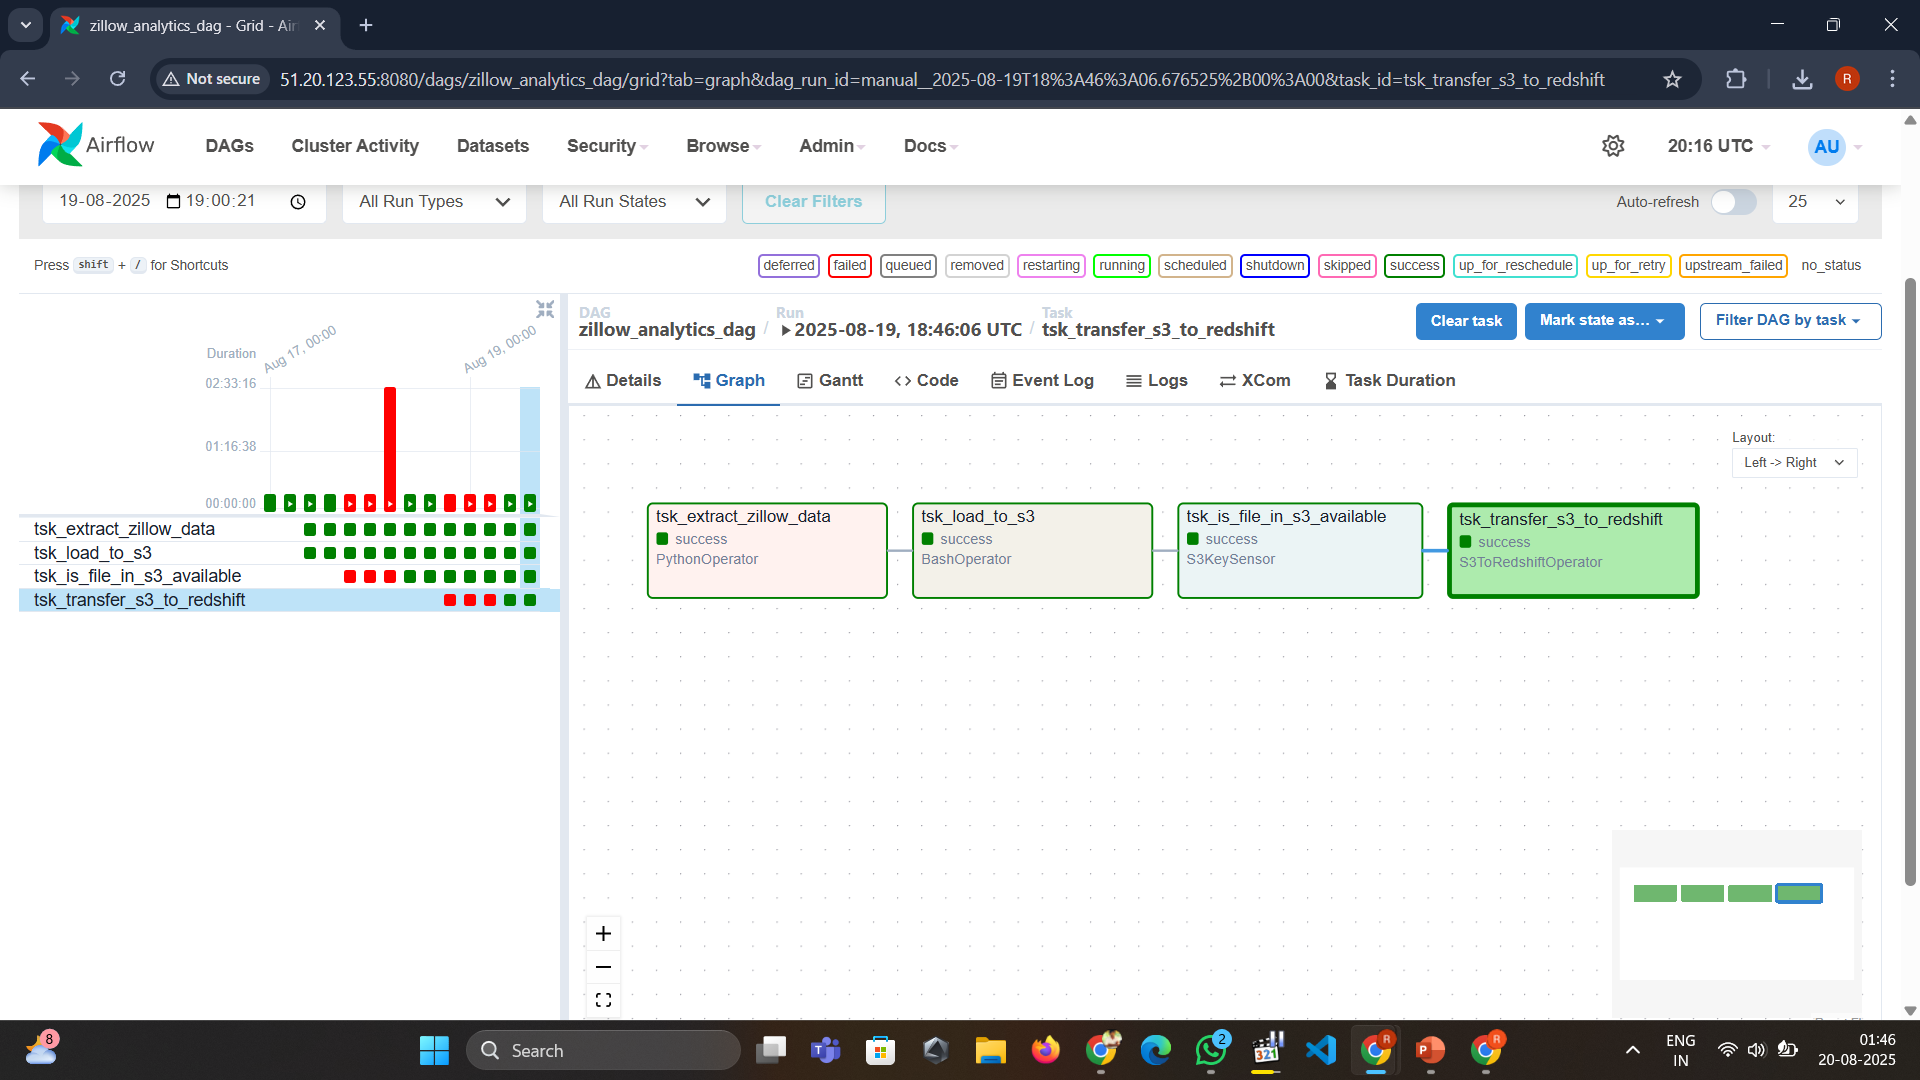 zillow_analytics_dag - Grid - Air
Not secure
51.20.123.55:8080/dags/zillow_analytics_dag/grid?tab=graph&dag_run_id=manual__2025-08-19T18%3A46%3A06.676525%2B00%3A00&task_id=tsk_transfer_s3_to_redshift
R
Airflow
DAGs
Cluster Activity
Datasets
Security
Browse
Admin
Docs
20:16 UTC
AU
19-08-2025 19:00:21
All Run Types
All Run States
Clear Filters
Auto-refresh
25
Press shift + / for Shortcuts
deferred
failed
queued
removed
restarting
running
scheduled
shutdown
skipped
success
up_for_reschedule
up_for_retry
upstream_failed
no_status
Duration
Aug 17, 00:00
Aug 19, 00:00
02:33:16
01:16:38
00:00:00
tsk_extract_zillow_data
tsk_load_to_s3
tsk_is_file_in_s3_available
tsk_transfer_s3_to_redshift
DAG
zillow_analytics_dag
/
Run
2025-08-19, 18:46:06 UTC
/
Task
tsk_transfer_s3_to_redshift
Clear task
Mark state as...
Filter DAG by task
Details
Graph
Gantt
Code
Event Log
Logs
XCom
Task Duration
Layout:
Left -> Right
tsk_extract_zillow_data
success
PythonOperator
tsk_load_to_s3
success
BashOperator
tsk_is_file_in_s3_available
success
S3KeySensor
tsk_transfer_s3_to_redshift
success
S3ToRedshiftOperator
8
Search
2
321
R
P
R
ENG
IN
01:46
20-08-2025